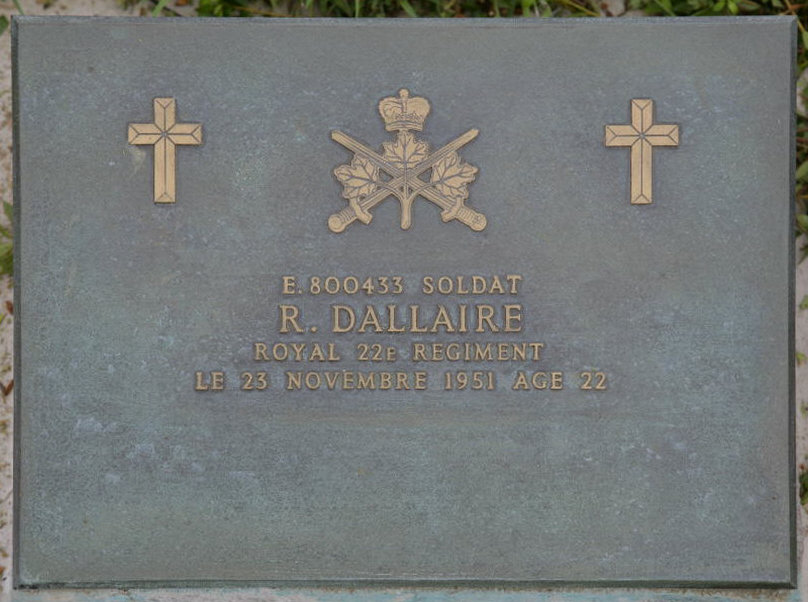 E. 800433 SOLDAT
R. DALLAIRE
ROYAL 22E REGIMENT
LE 23 NOVEMBRE 1951 AGE 22